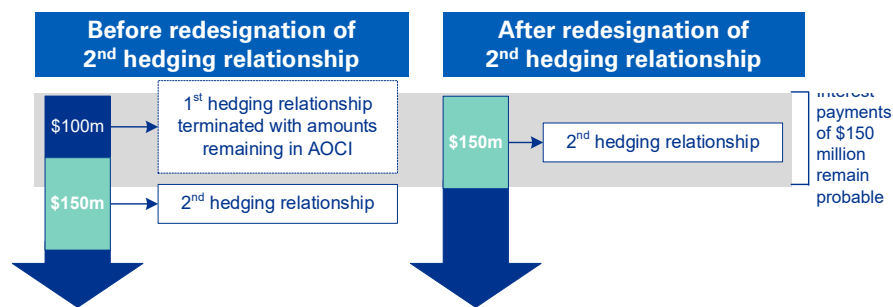 Before redesignation of
2nd hedging relationship
After redesignation of
2nd hedging relationship
$100m
1st hedging relationship
terminated with amounts
remaining in AOCI
$150m
2nd hedging relationship
$150m
2nd hedging relationship
Interest
payments
of $150
million
remain
probable